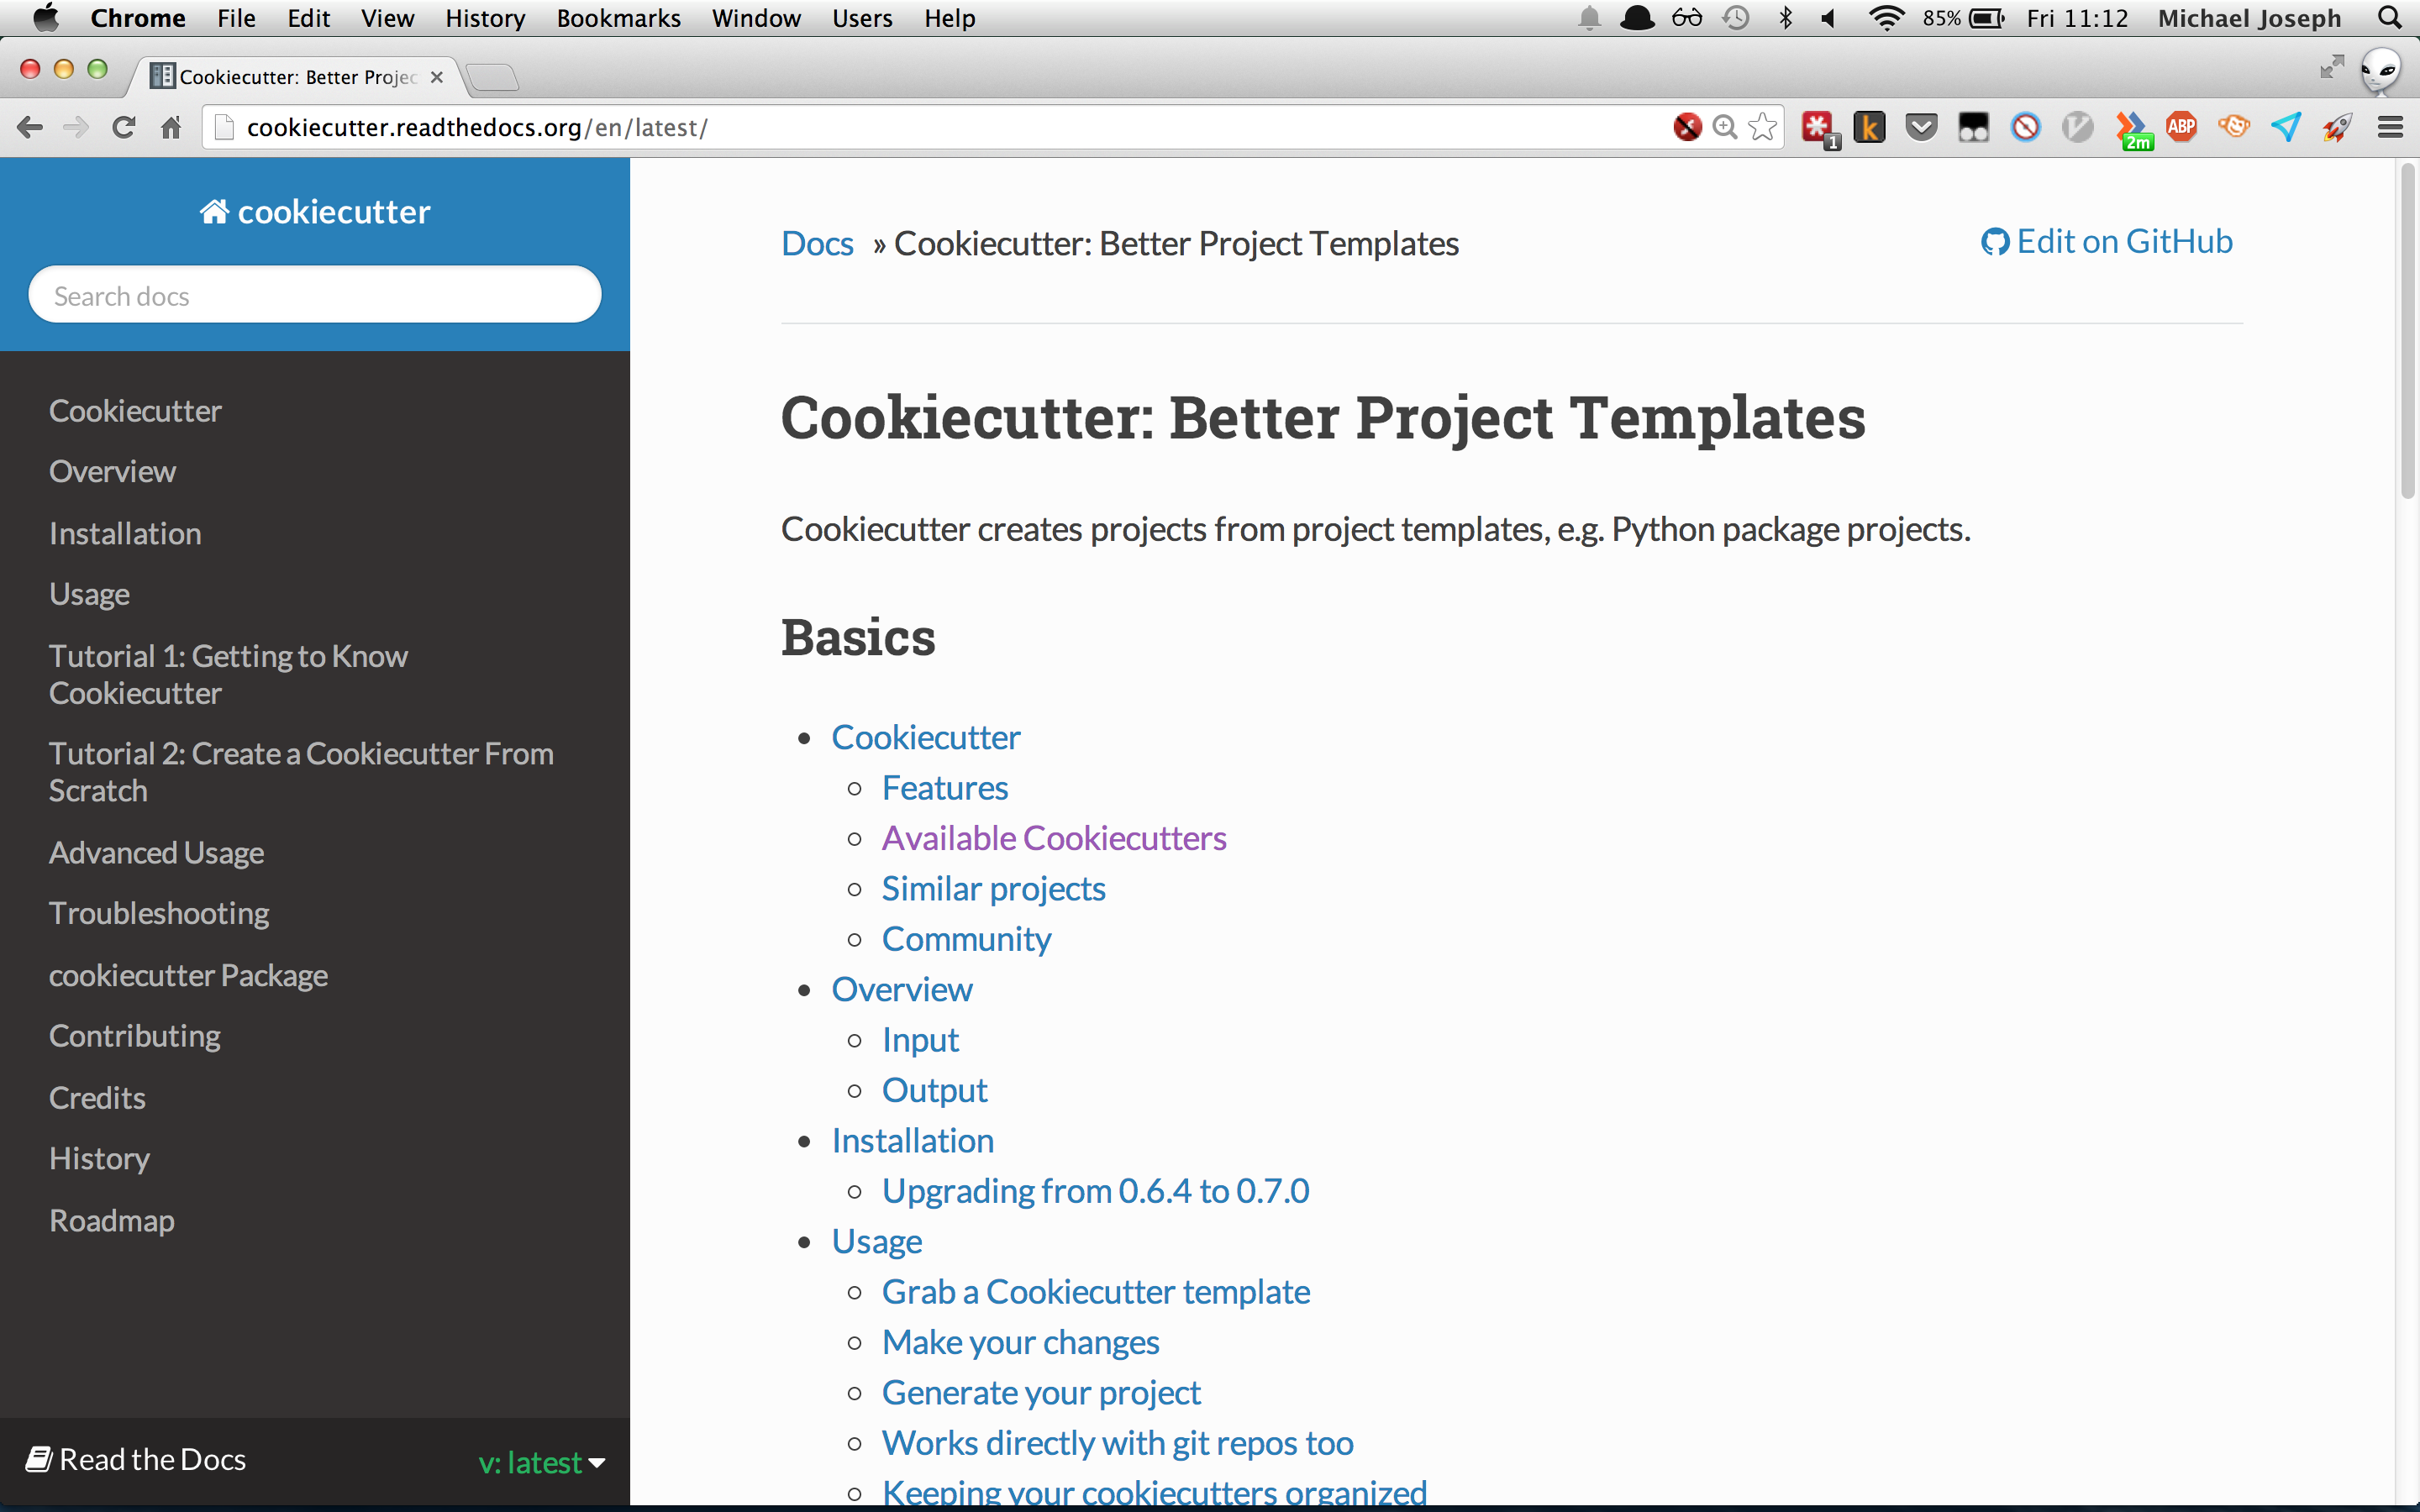 Chrome File Edit View History Bookmarks Window Users Help 85% Fri 11:12 Michael Joseph
Cookiecutter: Better Projec
cookiecutter.readthedocs.org/en/latest/
1 k 2m ABP
cookiecutter
Search docs
Cookiecutter
Overview
Installation
Usage
Tutorial 1: Getting to Know
Cookiecutter
Tutorial 2: Create a Cookiecutter From
Scratch
Advanced Usage
Troubleshooting
cookiecutter Package
Contributing
Credits
History
Roadmap
Read the Docs v: latest
Docs » Cookiecutter: Better Project Templates
Edit on GitHub
Cookiecutter: Better Project Templates
Cookiecutter creates projects from project templates, e.g. Python package projects.
Basics
Cookiecutter
Features
Available Cookiecutters
Similar projects
Community
Overview
Input
Output
Installation
Upgrading from 0.6.4 to 0.7.0
Usage
Grab a Cookiecutter template
Make your changes
Generate your project
Works directly with git repos too
Keeping your cookiecutters organized